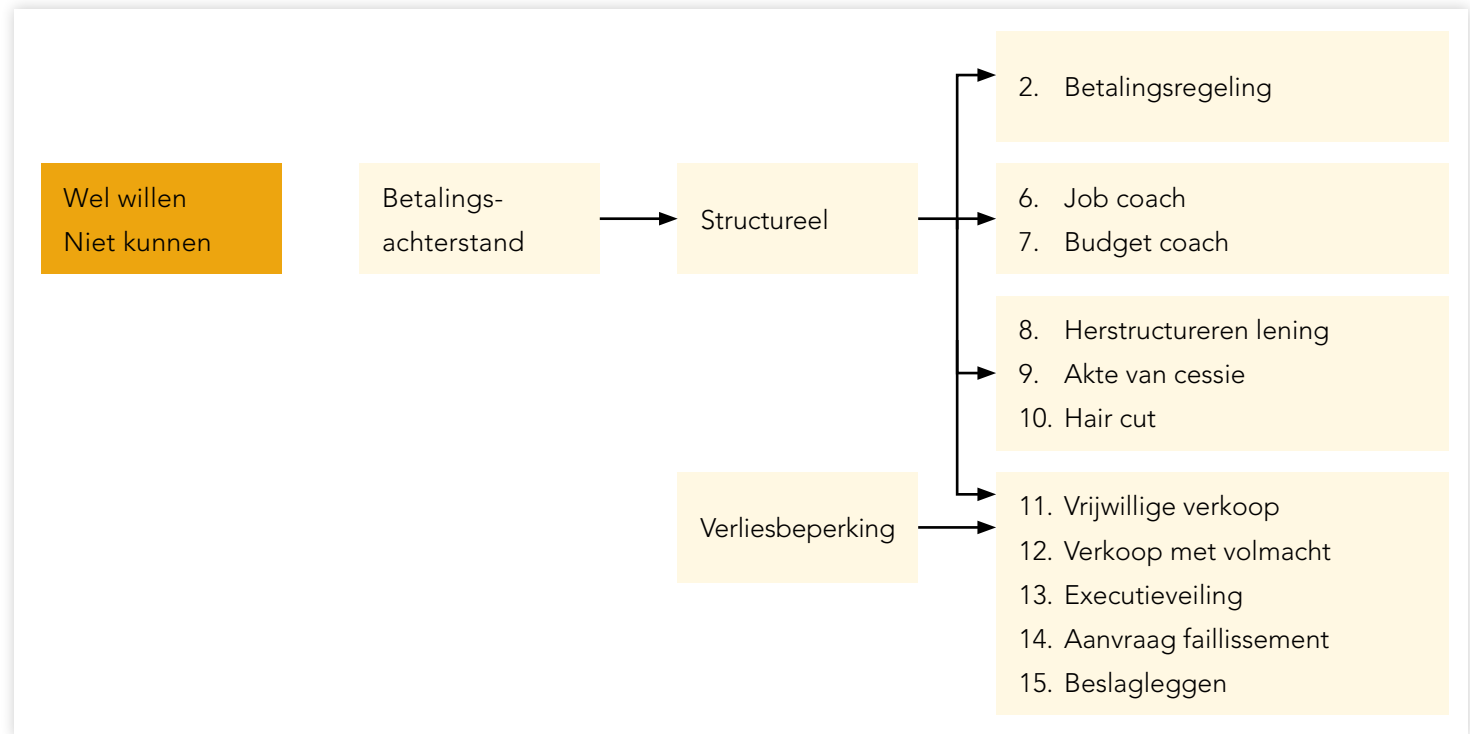 Wel willen
Niet kunnen
Betalings-
achterstand
Structureel
2. Betalingsregeling
6. Job coach
7. Budget coach
8. Herstructureren lening
9. Akte van cessie
10. Hair cut
Verliesbeperking
11. Vrijwillige verkoop
12. Verkoop met volmacht
13. Executieveiling
14. Aanvraag faillissement
15. Beslagleggen